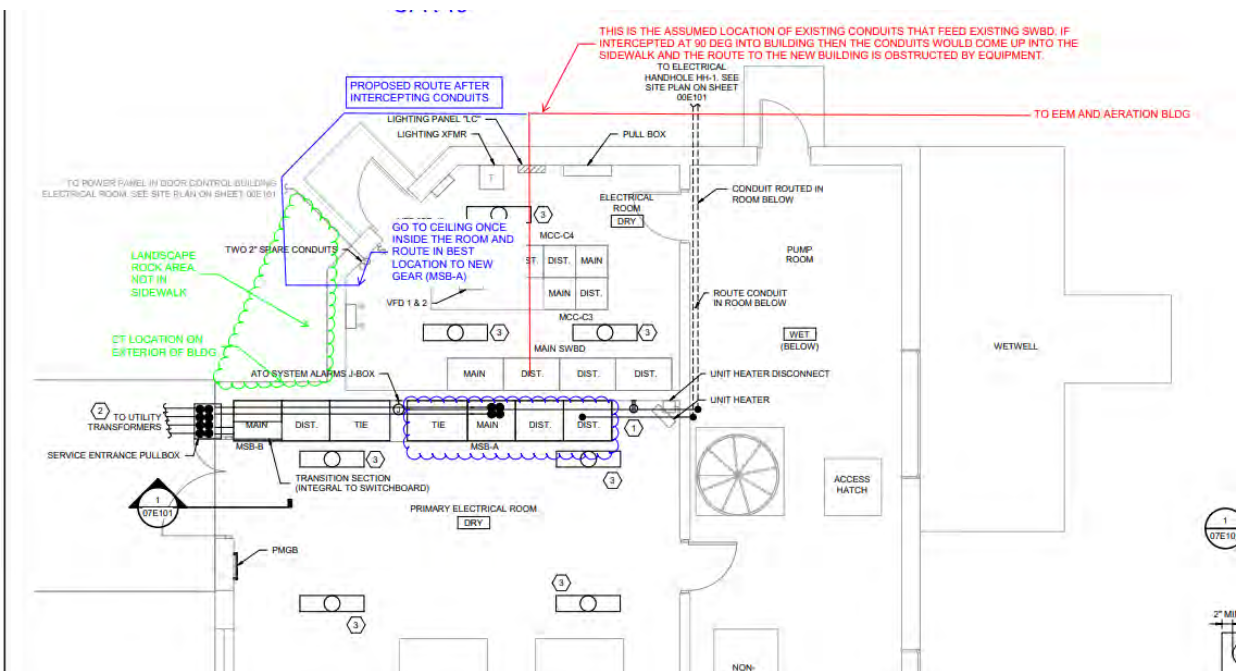 THIS IS THE ASSUMED LOCATION OF EXISTING CONDUITS THAT FEED EXISTING SWBD. IF
INTERCEPTED AT 90 DEG INTO BUILDING THEN THE CONDUITS WOULD COME UP INTO THE
SIDEWALK AND THE ROUTE TO THE NEW BUILDING IS OBSTRUCTED BY EQUIPMENT.
TO ELECTRICAL
HANDHOLE HH-1. SEE
SITE PLAN ON SHEET
00E101
PROPOSED ROUTE AFTER
INTERCEPTING CONDUITS
TO EEM AND AERATION BLDG
LIGHTING PANEL "LC"
LIGHTING XFMR
PULL BOX
T
TO POWER PANEL IN DOOR CONTROL BUILDING
ELECTRICAL ROOM. SEE SITE PLAN ON SHEET 00E101
CONDUIT ROUTED IN
ROOM BELOW
ELECTRICAL
ROOM
DRY
3
GO TO CEILING ONCE
INSIDE THE ROOM AND
ROUTE IN BEST
LOCATION TO NEW
GEAR (MSB-A)
MCC-C4
TWO 2" SPARE CONDUITS
DIST.
MAIN
PUMP
ROOM
LANDSCAPE
ROCK AREA
NOT IN
SIDEWALK
MAIN
DIST.
VFD 1 & 2
ROUTE CONDUIT
IN ROOM BELOW
MCC-C3
3
3
WET
(BELOW)
WETWELL
CT LOCATION ON
EXTERIOR OF BLDG
MAIN SWBD
ATO SYSTEM ALARMS J-BOX
MAIN
DIST.
DIST.
DIST.
UNIT HEATER DISCONNECT
UNIT HEATER
2
TO UTILITY
TRANSFORMERS
MAIN
DIST.
TIE
TIE
MAIN
DIST.
DIST.
1
MSB-B
MSB-A
SERVICE ENTRANCE PULLBOX
3
3
TRANSITION SECTION
(INTEGRAL TO SWITCHBOARD)
ACCESS
HATCH
1
07E101
PRIMARY ELECTRICAL ROOM
DRY
1
PMGB
3
3
NON-